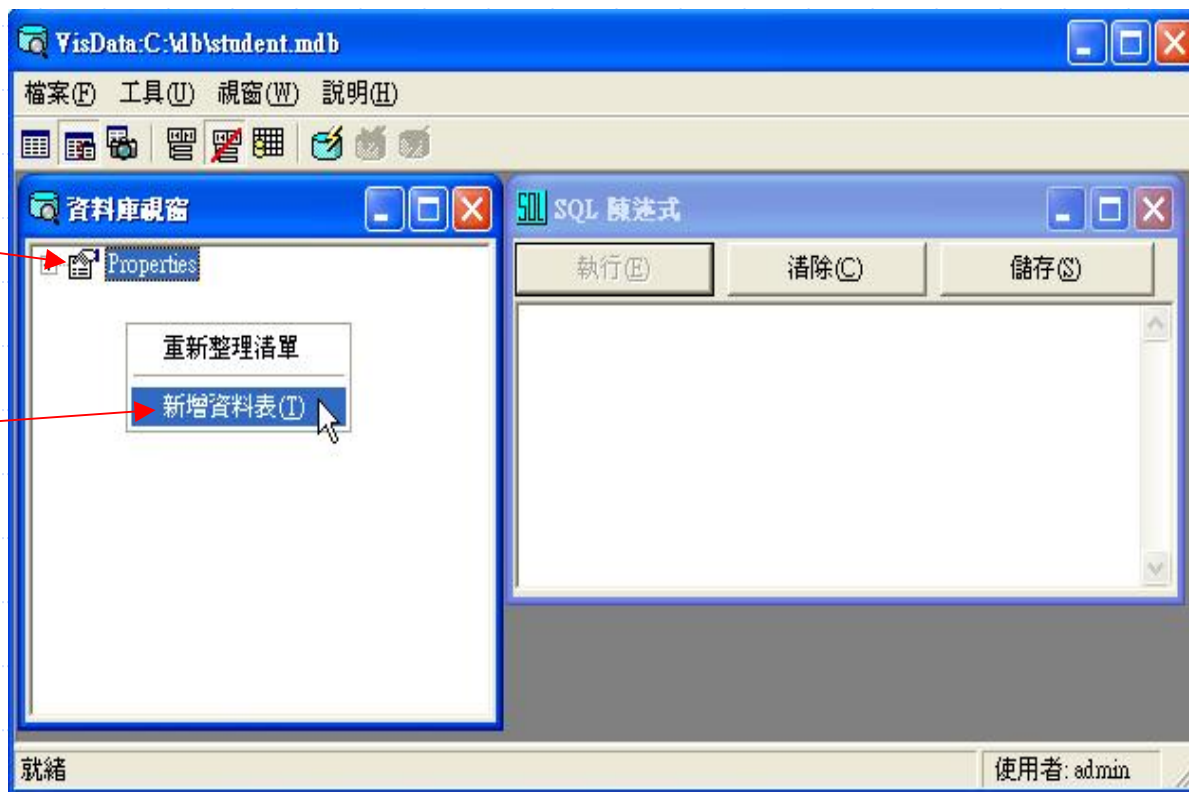 VisData:C:\db\student.mdb
檔案(F) 工具(U) 視窗(W) 説明(H)
資料庫視窗
Properties
重新整理清單
新增資料表(T)
SQL 陳述式
執行(E) 清除(C) 儲存(S)
就緒
使用者: admin